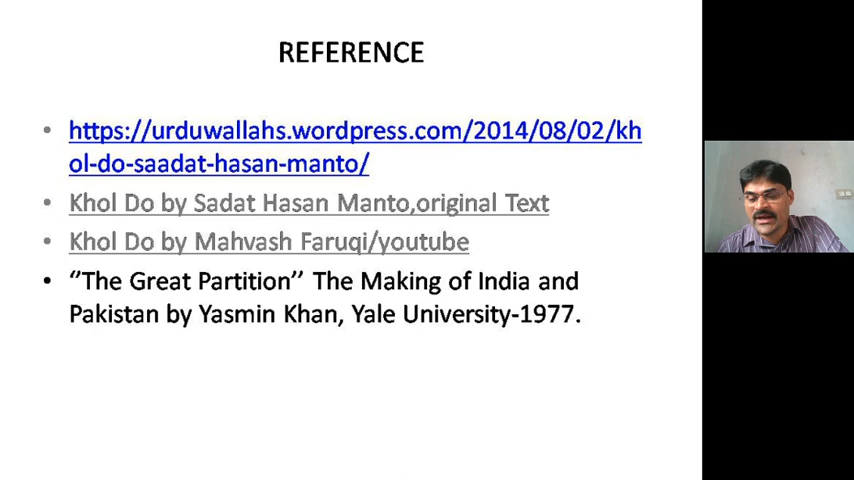 REFERENCE
• https://urduwallahs.wordpress.com/2014/08/02/kh
ol-do-saadat-hasan-manto/
• Khol Do by Sadat Hasan Manto,original Text
• Khol Do by Mahvash Faruqi/youtube
• ‘’The Great Partition’’ The Making of India and
Pakistan by Yasmin Khan, Yale University-1977.